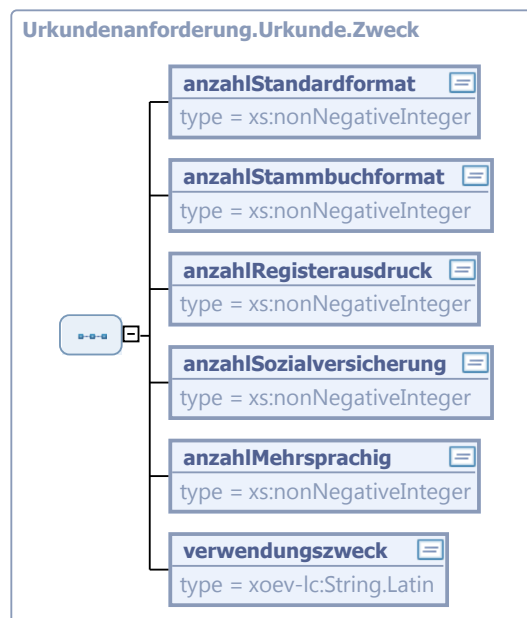 Urkundenanforderung.Urkunde.Zweck
anzahlStandardformat
type = xs:nonNegativeInteger
anzahlStammbuchformat
type = xs:nonNegativeInteger
anzahlRegisterausdruck
type = xs:nonNegativeInteger
anzahlSozialversicherung
type = xs:nonNegativeInteger
anzahlMehrsprachig
type = xs:nonNegativeInteger
verwendungszweck
type = xoev-lc:String.Latin